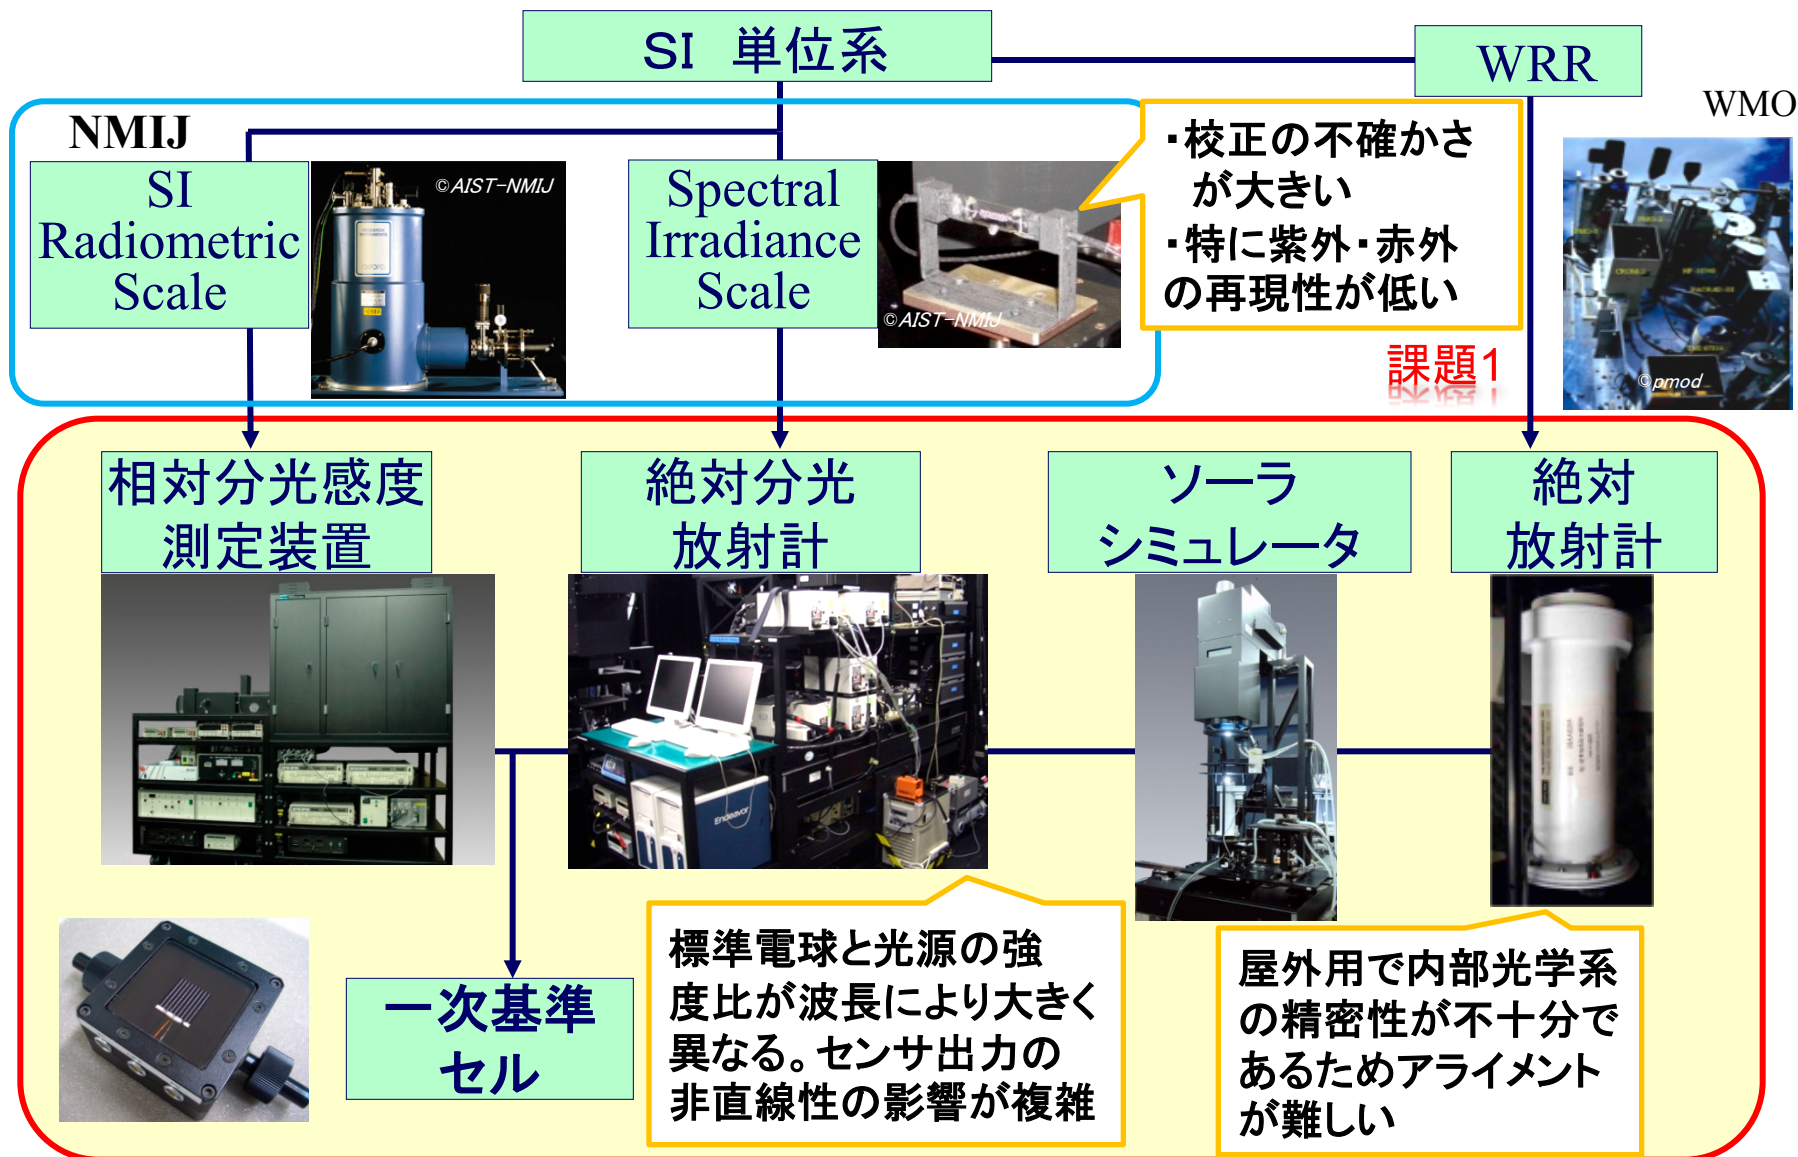 SI 単位系
WRR
WMO
NMIJ
SI
Radiometric
Scale
©AIST-NMIJ
Spectral
Irradiance
Scale
©AIST-NMIJ
・校正の不確かさ
が大きい
・特に紫外・赤外
の再現性が低い
©pmod
課題1
相対分光感度
測定装置
絶対分光
放射計
ソーラ
シミュレータ
絶対
放射計
Endeavor
一次基準
セル
標準電球と光源の強
度比が波長により大きく
異なる。センサ出力の
非直線性の影響が複雑
屋外用で内部光学系
の精密性が不十分で
あるためアライメント
が難しい